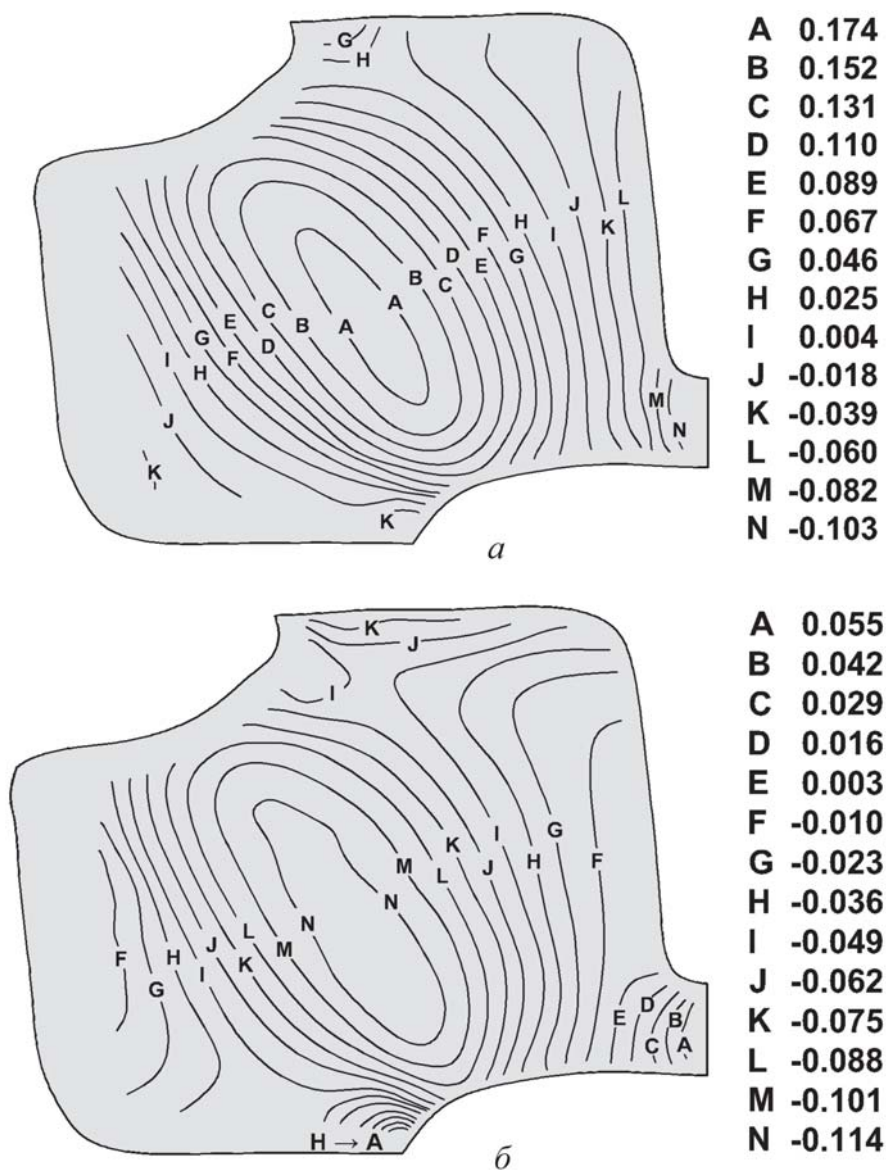 A 0.174
B 0.152
C 0.131
D 0.110
E 0.089
F 0.067
G 0.046
H 0.025
I 0.004
J -0.018
K -0.039
L -0.060
M -0.082
N -0.103
G
H
L
J
H
K
F
I
D
G
E
B
C
A
C
E
B
A
G
D
I
F
H
M
J
N
K
K
а
A 0.055
B 0.042
C 0.029
D 0.016
E 0.003
F -0.010
G -0.023
H -0.036
I -0.049
J -0.062
K -0.075
L -0.088
M -0.101
N -0.114
K
J
I
G
I
K
H
F
M
J
L
N
N
L
J
M
H
F
K
I
G
D
E
B
C
A
H → A
б